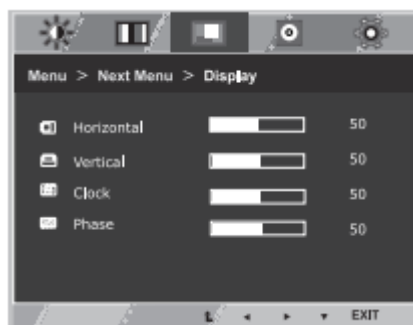 Menu > Next Menu > Display
Horizontal 50
Vertical 50
Clock 50
Phase 50
EXIT